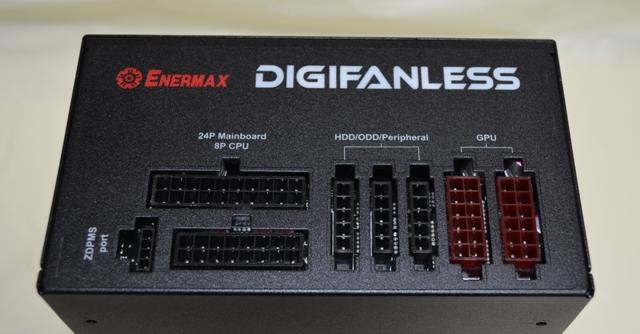 ENERMAX DIGIFANLESS
24P Mainboard
8P CPU
HDD/ODD/Peripheral
GPU
ZDPMS
port